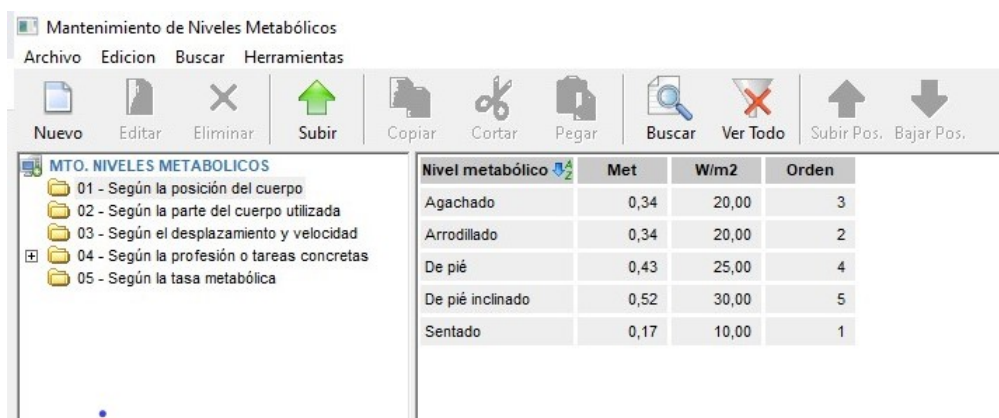 Mantenimiento de Niveles Metabólicos
Archivo Edicion Buscar Herramientas
Nuevo Editar Eliminar Subir Copiar Cortar Pegar Buscar Ver Todo Subir Pos. Bajar Pos.
MTO. NIVELES METABOLICOS
01 - Según la posición del cuerpo
02 - Según la parte del cuerpo utilizada
03 - Según el desplazamiento y velocidad
04 - Según la profesión o tareas concretas
05 - Según la tasa metabólica
Nivel metabólico Met W/m2 Orden
Agachado 0,34 20,00 3
Arrodillado 0,34 20,00 2
De pié 0,43 25,00 4
De pié inclinado 0,52 30,00 5
Sentado 0,17 10,00 1